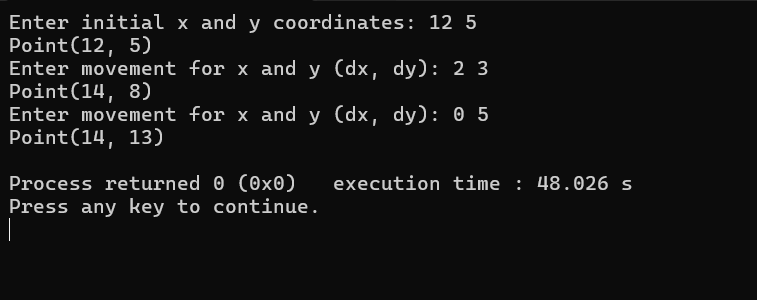 Enter initial x and y coordinates: 12 5
Point(12, 5)
Enter movement for x and y (dx, dy): 2 3
Point(14, 8)
Enter movement for x and y (dx, dy): 0 5
Point(14, 13)
Process returned 0 (0x0)   execution time : 48.026 s
Press any key to continue.